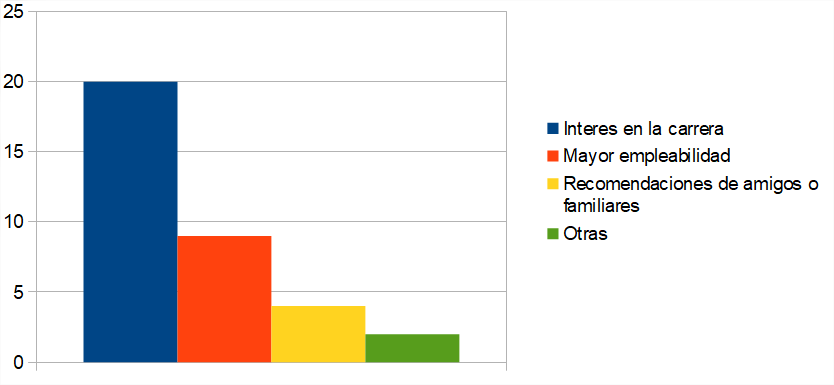 25
20
15
10
5
0
Interes en la carrera
Mayor empleabilidad
Recomendaciones de amigos o
familiares
Otras